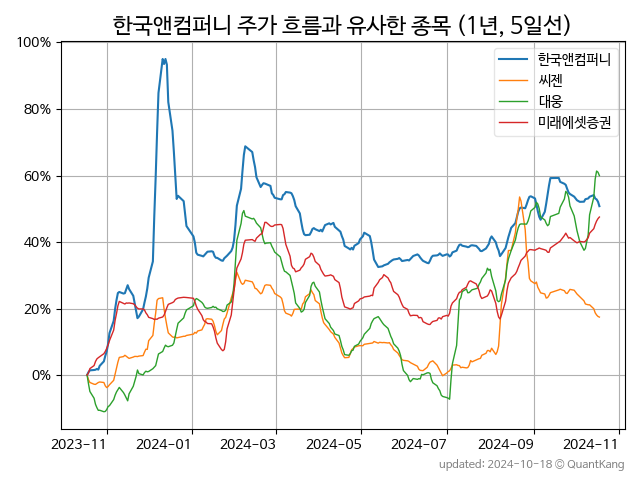 한국앤컴퍼니 주가 흐름과 유사한 종목 (1년, 5일선)
100%
80%
60%
40%
20%
0%
한국앤컴퍼니
씨젠
대웅
미래에셋증권
2023-11
2024-01
2024-03
2024-05
2024-07
2024-09
2024-11
updated: 2024-10-18 © QuantKang